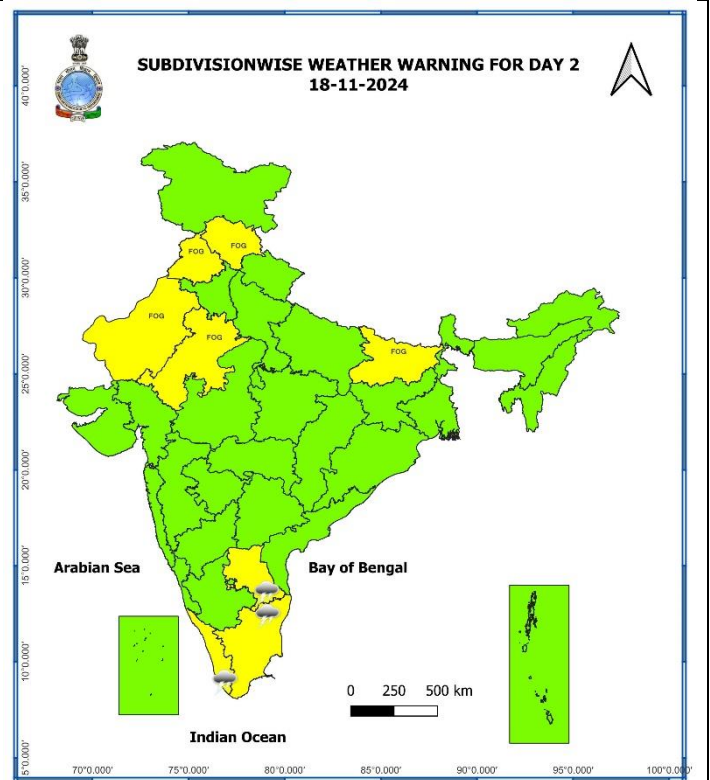 SUBDIVISIONWISE WEATHER WARNING FOR DAY 2
18-11-2024
40°0.000'
35°0.000'
30°0.000'
25°0.000'
20°0.000'
15°0.000'
10°0.000'
5°0.000'
FOG
FOG
FOG
FOG
FOG
Arabian Sea
Bay of Bengal
0 250 500 km
Indian Ocean
70°0.000' 75°0.000' 80°0.000' 85°0.000' 90°0.000' 95°0.000' 100°0.000'